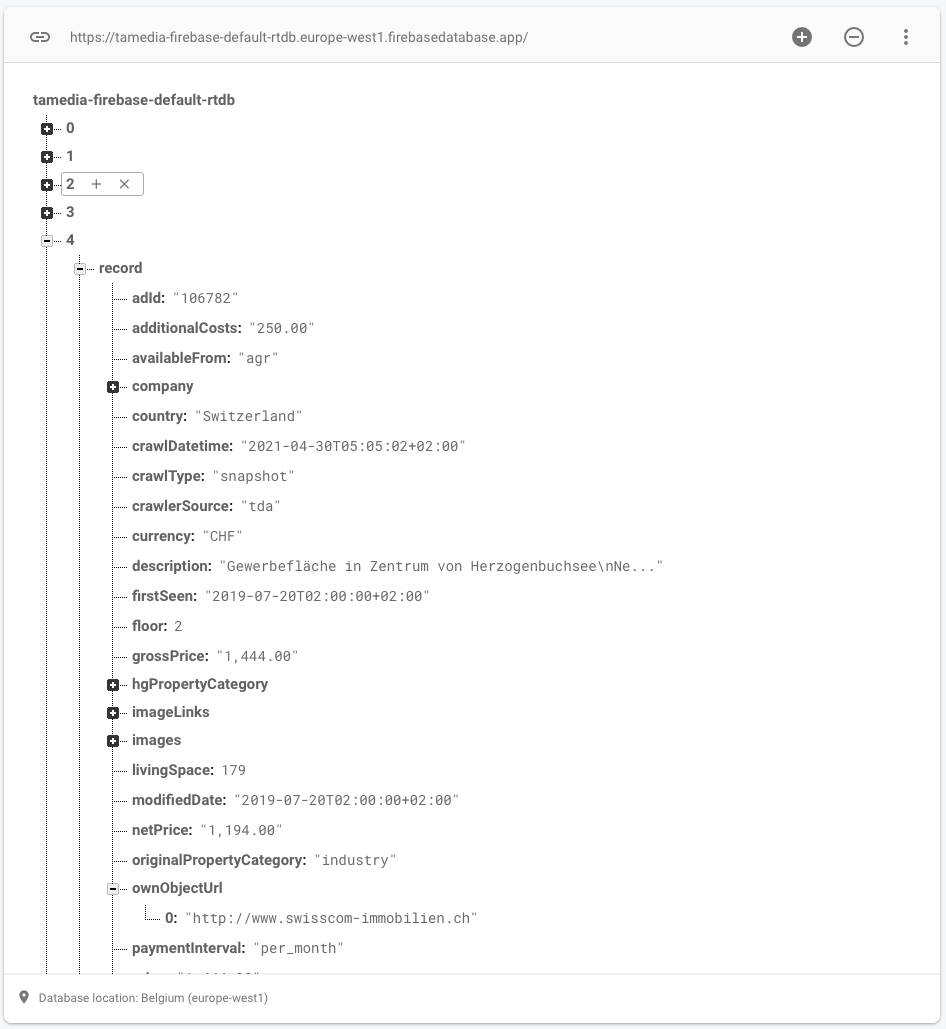 https://tamedia-firebase-default-rtdb.europe-west1.firebasedatabase.app/
tamedia-firebase-default-rtdb
0
1
2
3
4
record
adId: "106782"
additionalCosts: "250.00"
availableFrom: "agr"
company
country: "Switzerland"
crawlDatetime: "2021-04-30T05:05:02+02:00"
crawlType: "snapshot"
crawlerSource: "tda"
currency: "CHF"
description: "Gewerbefläche in Zentrum von Herzogenbuchsee\nNe..."
firstSeen: "2019-07-20T02:00:00+02:00"
floor: 2
grossPrice: "1,444.00"
hgPropertyCategory
imageLinks
images
livingSpace: 179
modifiedDate: "2019-07-20T02:00:00+02:00"
netPrice: "1,194.00"
originalPropertyCategory: "industry"
ownObjectUrl
0: "http://www.swisscom-immobilien.ch"
paymentInterval: "per_month"
Database location: Belgium (europe-west1)